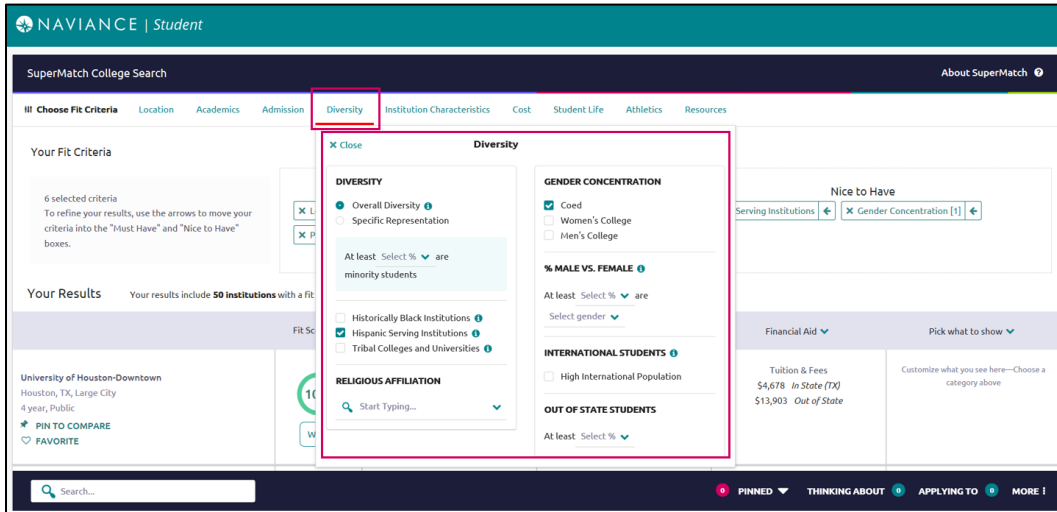 NAVIANCE | Student
SuperMatch College Search
About SuperMatch ?
Choose Fit Criteria Location Academics Admission Diversity Institution Characteristics Cost Student Life Athletics Resources
Your Fit Criteria
6 selected criteria
To refine your results, use the arrows to move your
criteria into the "Must Have" and "Nice to Have"
boxes.
Nice to Have
Serving Institutions
Gender Concentration [1]
Your Results
Your results include 50 institutions with a fit
Close
Diversity
DIVERSITY
Overall Diversity
Specific Representation
At least Select % are
minority students
Historically Black Institutions
Hispanic Serving Institutions
Tribal Colleges and Universities
RELIGIOUS AFFILIATION
Start Typing...
GENDER CONCENTRATION
Coed
Women's College
Men's College
% MALE VS. FEMALE
At least Select % are
Select gender
INTERNATIONAL STUDENTS
High International Population
OUT OF STATE STUDENTS
At least Select %
Fit Sc
Financial Aid
Pick what to show
University of Houston-Downtown
Houston, TX, Large City
4 year, Public
PIN TO COMPARE
FAVORITE
Tuition & Fees
$4,678 In State (TX)
$13,903 Out of State
Customize what you see here—Choose a
category above
Search...
0 PINNED THINKING ABOUT 0 APPLYING TO 0 MORE